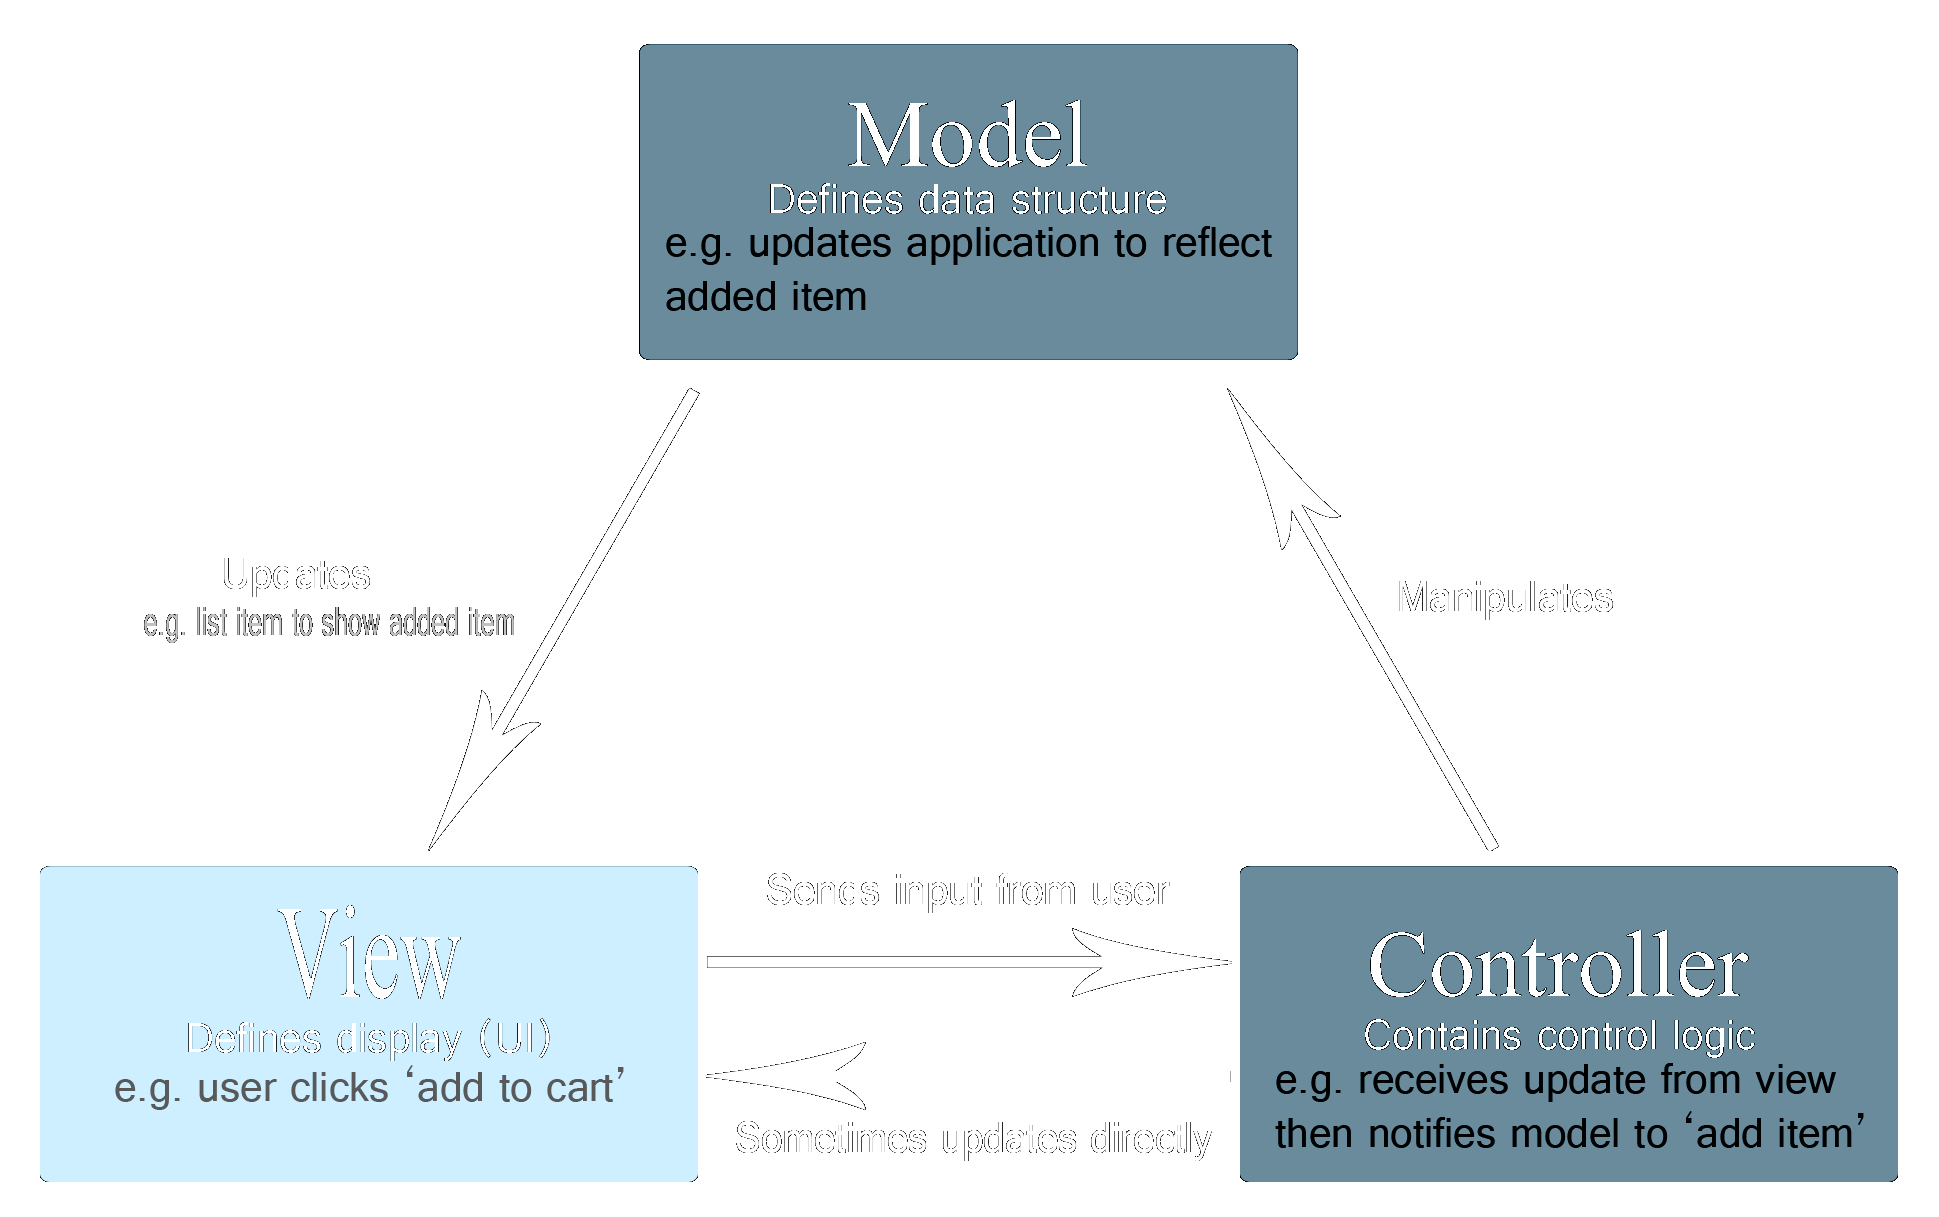 Model
Defines data structure
e.g. updates application to reflect
added item
Updates
e.g. list item to show added item
Manipulates
Sends input from user
View
Defines display (UI)
e.g. user clicks ‘add to cart’
Controller
Contains control logic
e.g. receives update from view
then notifies model to ‘add item’
Sometimes updates directly